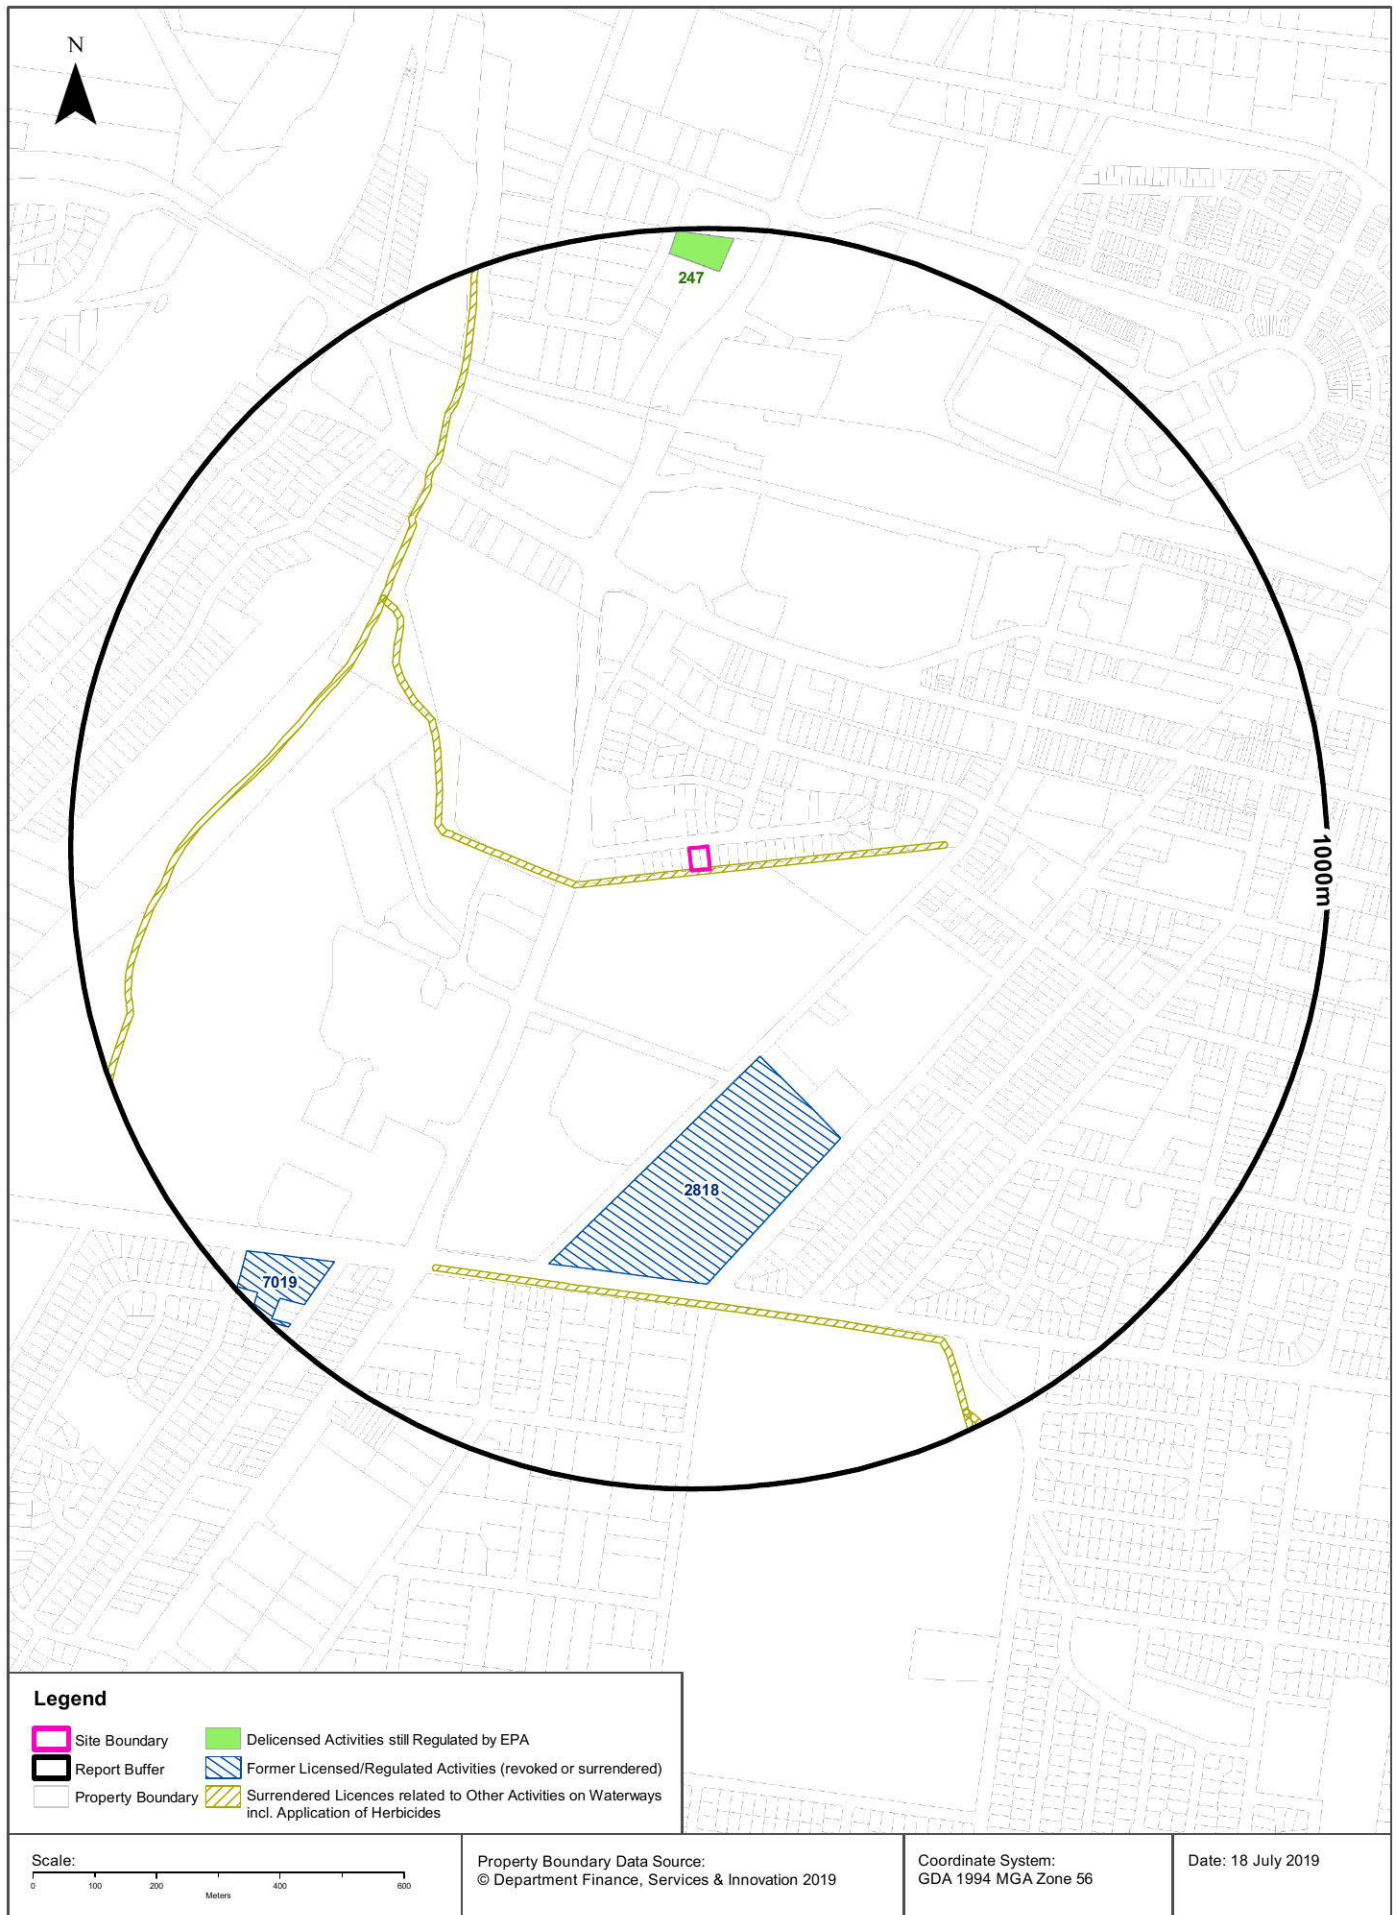 N
247
1000m
2818
7019
Legend
Site Boundary
Report Buffer
Property Boundary
Delicensed Activities still Regulated by EPA
Former Licensed/Regulated Activities (revoked or surrendered)
Surrendered Licences related to Other Activities on Waterways
incl. Application of Herbicides
Scale:
0 100 200 400 600
Meters
Property Boundary Data Source:
© Department Finance, Services & Innovation 2019
Coordinate System:
GDA 1994 MGA Zone 56
Date: 18 July 2019